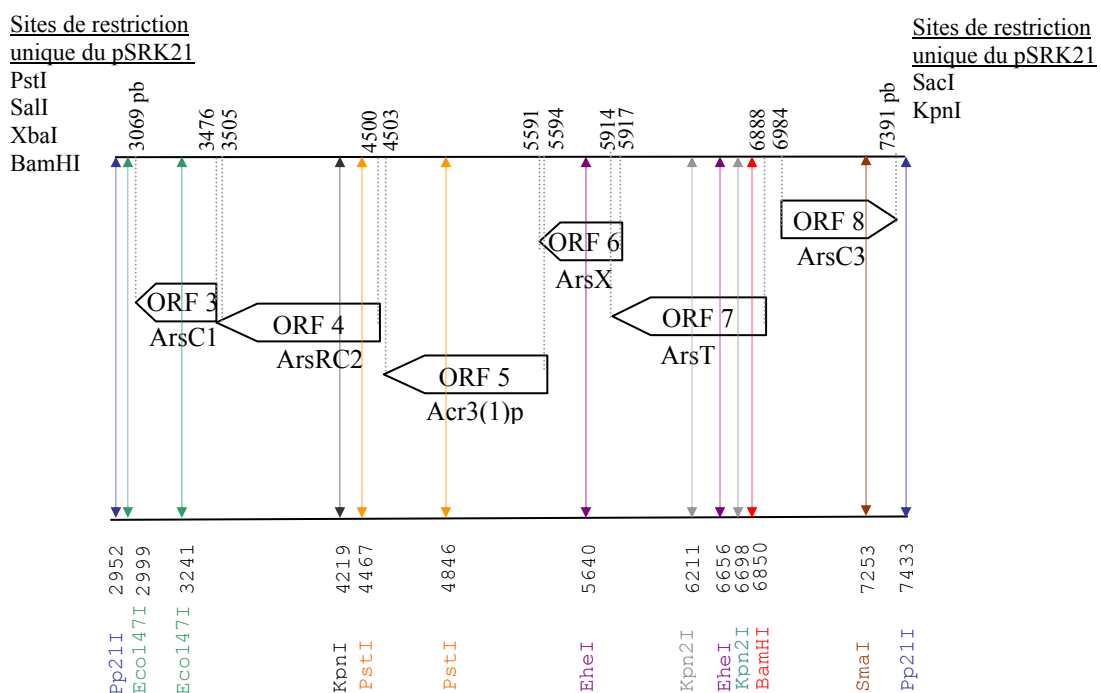 Sites de restriction
unique du pSRK21
PstI
SalI
XbaI
BamHI
Sites de restriction
unique du pSRK21
SacI
KpnI
3069 pb
3476
3505
4500
4503
5591
5594
5914
5917
6888
6984
7391 pb
ORF 3
ArsC1
ORF 4
ArsRC2
ORF 5
Acr3(1)p
ORF 6
ArsX
ORF 7
ArsT
ORF 8
ArsC3
Pp21I 2952
Eco147I 2999
Eco147I 3241
KpnI 4219
PstI 4467
PstI 4846
EheI 5640
Kpn2I 6211
EheI 6656
Kpn2I 6698
BamHI 6850
SmaI 7253
Pp21I 7433